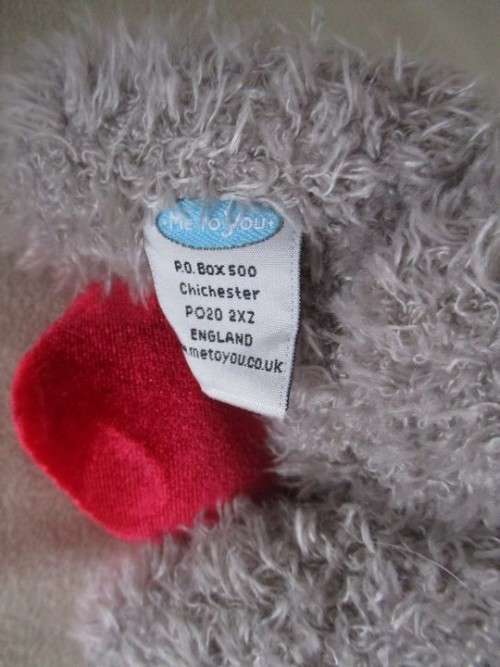 Me to you
P.O. Box 500
Chichester
PO20 2XZ
ENGLAND
.metoyou.co.uk